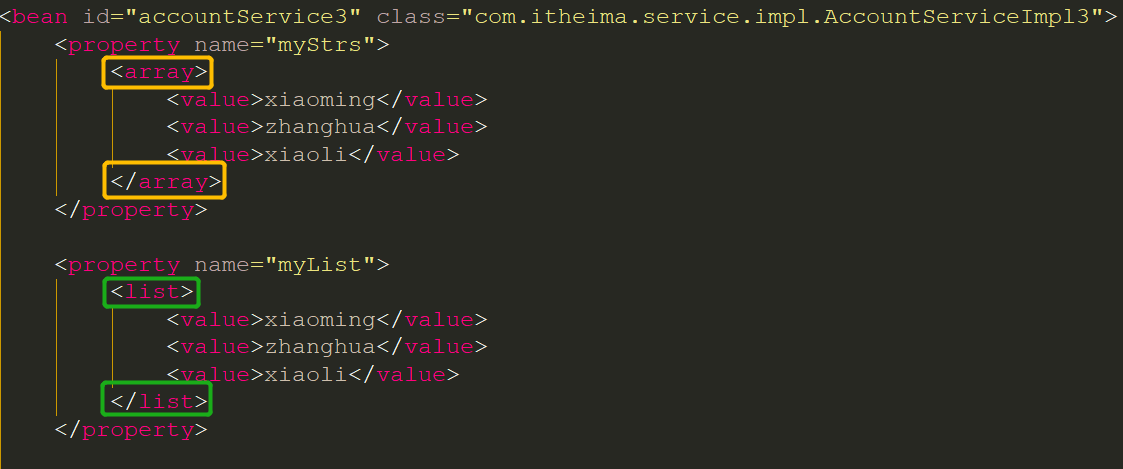 <bean id="accountService3" class="com.itheima.service.impl.AccountServiceImpl3">
    <property name="myStrs">
        <array>
            <value>xiaoming</value>
            <value>zhanghua</value>
            <value>xiaoli</value>
        </array>
    </property>
    <property name="myList">
        <list>
            <value>xiaoming</value>
            <value>zhanghua</value>
            <value>xiaoli</value>
        </list>
    </property>